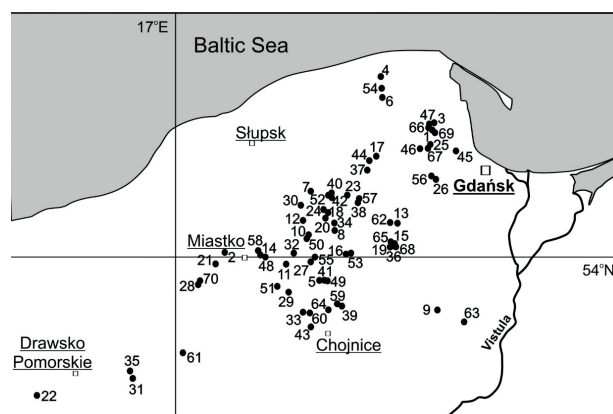 17°E
Baltic Sea
4
54
6
47 3
66
1 69
25
46 67 45
Słupsk
17
44
37
56 26
Gdańsk
7 40 23
52 42 57
30 24 18 38
12 20 34
62 13
10 8
50
65 15
19 68
36
Miastko
58 14 32 16
2 48 55 53
54°N
21 11 27
70 5 41 49
28 51
29 59
64 39
33 60
43
9 63
Chojnice
Vistula
Drawsko
Pomorskie
61
35
31
22